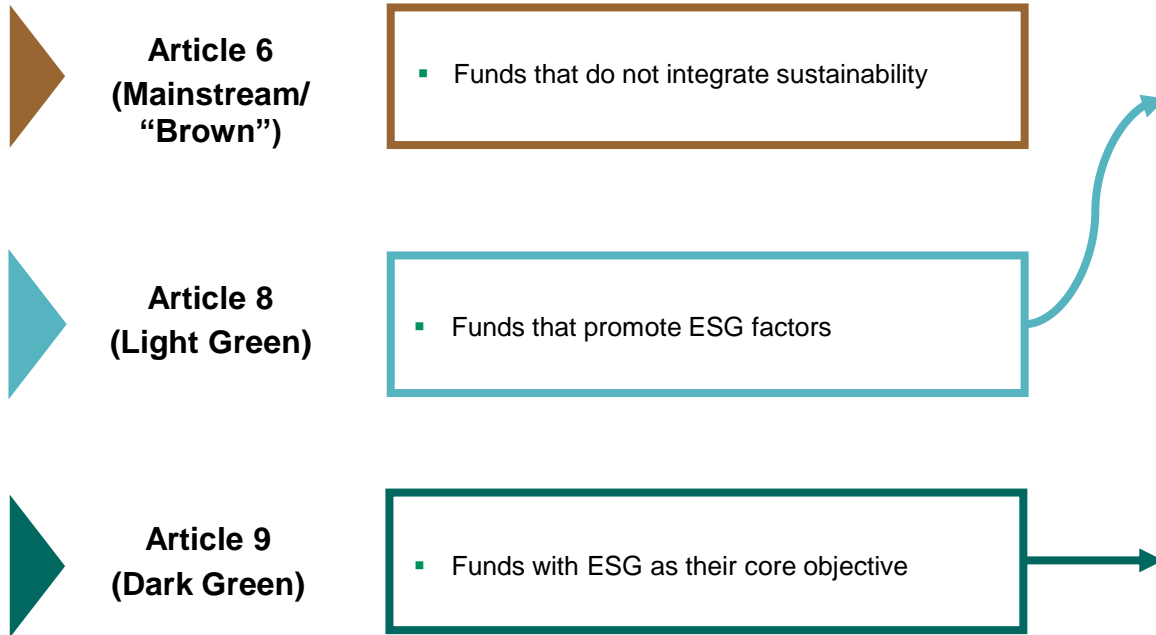 Article 6
(Mainstream/
“Brown”)
▪ Funds that do not integrate sustainability
Article 8
(Light Green)
▪ Funds that promote ESG factors
Article 9
(Dark Green)
▪ Funds with ESG as their core objective